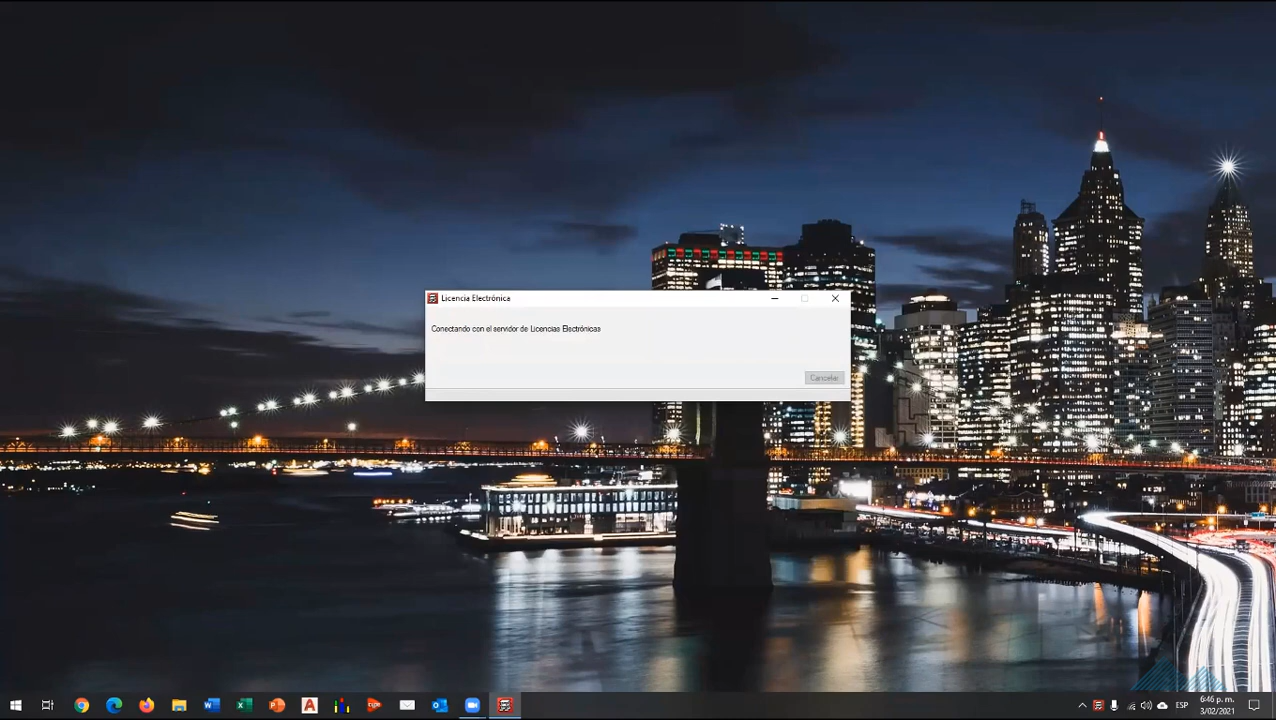 Licencia Electrónica
Conectando con el servidor de Licencias Electrónicas
Cancelar
ESP
6:46 p. m.
3/02/2021